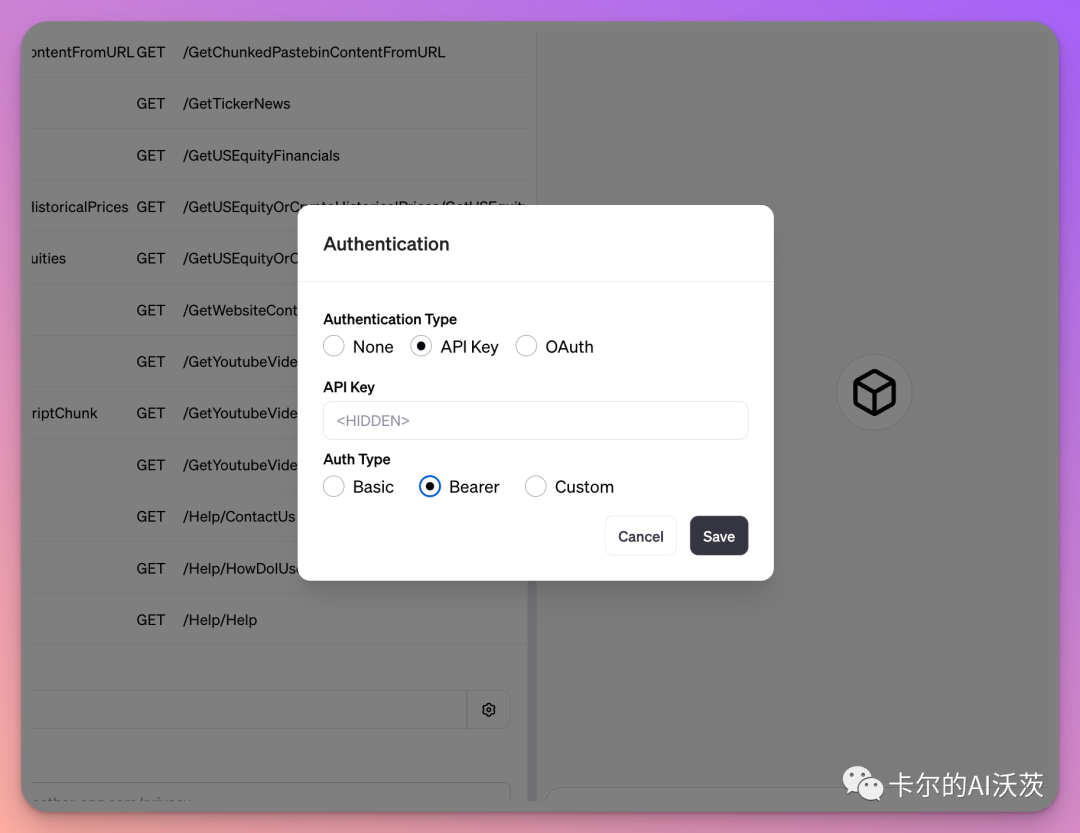 ontentFromURL GET /GetChunkedPastebinContentFromURL
GET /GetTickerNews
GET /GetUSEquityFinancials
HistoricalPrices GET /GetUSEquityOrCryptoHistoricalPrices/GetUSEquity
Authentication
uities GET /GetUSEquityOrC
GET /GetWebsiteCont
Authentication Type
None API Key OAuth
GET /GetYoutubeVide
API Key
riptChunk GET /GetYoutubeVide
<HIDDEN>
Auth Type
GET /GetYoutubeVide
Basic Bearer Custom
GET /Help/ContactUs
Cancel Save
GET /Help/HowDoIUs
GET /Help/Help
卡尔的AI沃茨